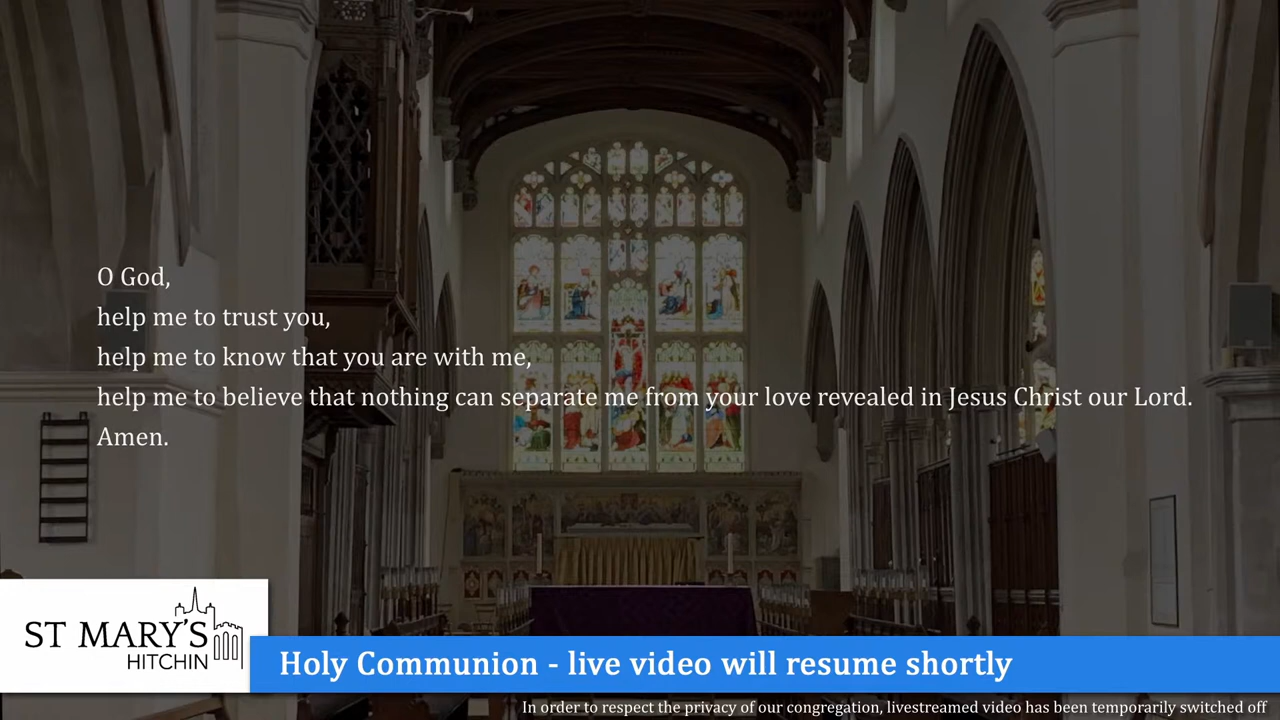 O God,
help me to trust you,
help me to know that you are with me,
help me to believe that nothing can separate me from your love revealed in Jesus Christ our Lord.
Amen.
ST MARY'S
HITCHIN
Holy Communion - live video will resume shortly
In order to respect the privacy of our congregation, livestreamed video has been temporarily switched off